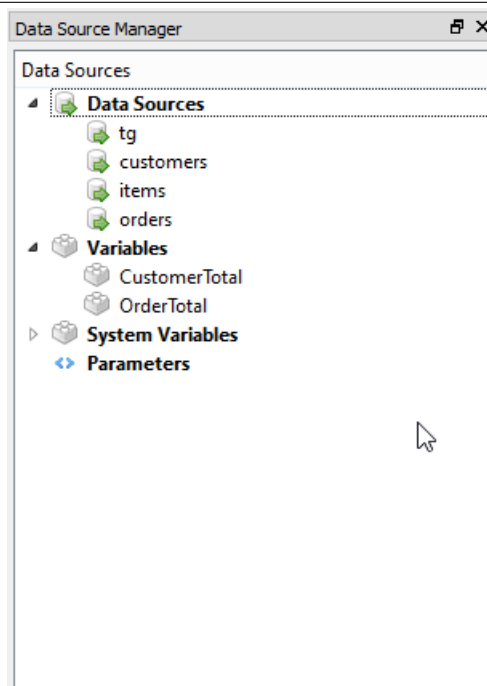 Data Source Manager
Data Sources
Data Sources
tg
customers
items
orders
Variables
CustomerTotal
OrderTotal
System Variables
Parameters